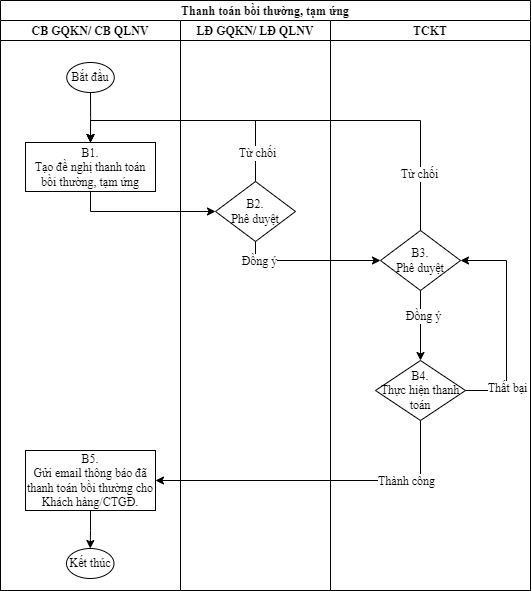 Thanh toán bồi thường, tạm ứng
CB GQKN/ CB QLNV
LĐ GQKN/ LĐ QLNV
TCKT
Bắt đầu
B1.
Tạo đề nghị thanh toán
bồi thường, tạm ứng
Từ chối
Từ chối
B2.
Phê duyệt
Đồng ý
B3.
Phê duyệt
Đồng ý
B4.
Thực hiện thanh
toán
Thất bại
Thành công
B5.
Gửi email thông báo đã
thanh toán bồi thường cho
Khách hàng/CTGĐ.
Kết thúc